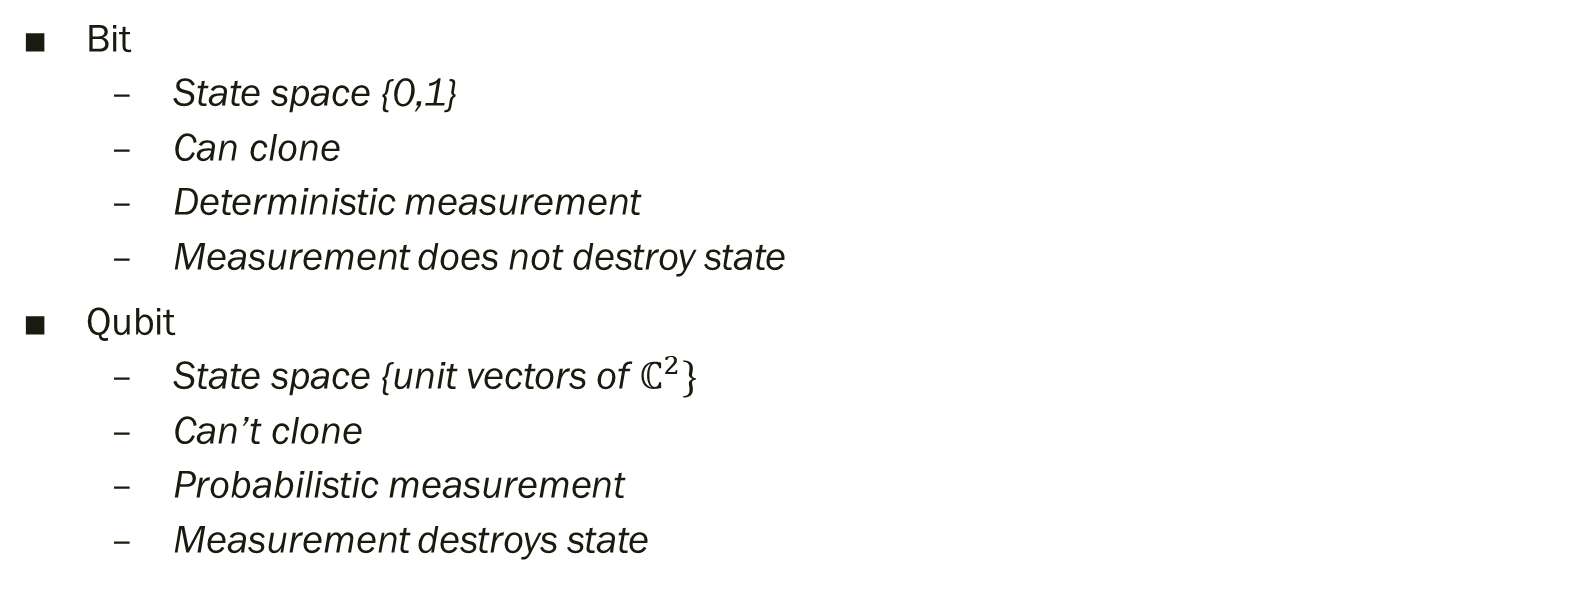 ■ Bit
– State space {0,1}
– Can clone
– Deterministic measurement
– Measurement does not destroy state
■ Qubit
– State space {unit vectors of ℂ²}
– Can’t clone
– Probabilistic measurement
– Measurement destroys state